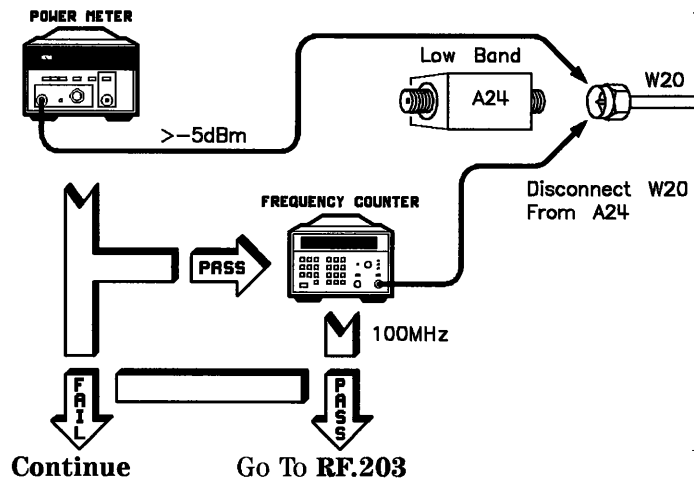 POWER METER
Low Band
W20
A24
>-5dBm
Disconnect W20
From A24
FREQUENCY COUNTER
PASS
100MHz
FAIL
PASS
Continue
Go To RF.203